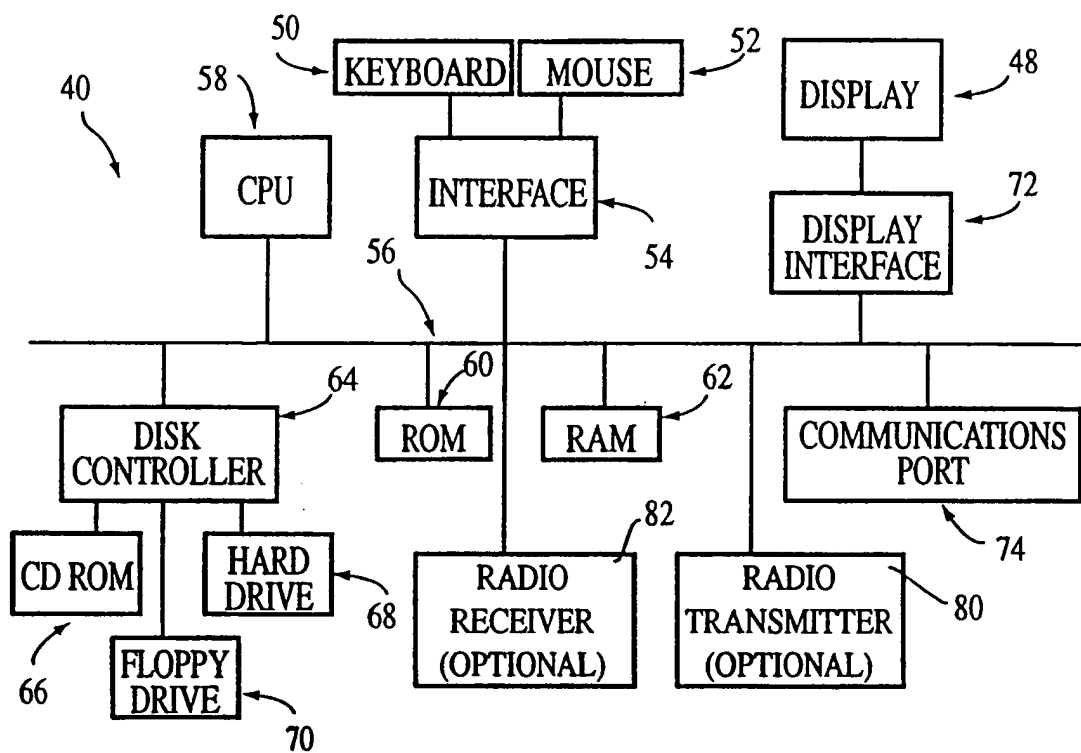 50
KEYBOARD
MOUSE
52
DISPLAY
48
40
58
CPU
INTERFACE
54
DISPLAY
INTERFACE
72
56
64
DISK
CONTROLLER
60
ROM
62
RAM
COMMUNICATIONS
PORT
74
CD ROM
66
HARD
DRIVE
68
FLOPPY
DRIVE
70
82
RADIO
RECEIVER
(OPTIONAL)
80
RADIO
TRANSMITTER
(OPTIONAL)